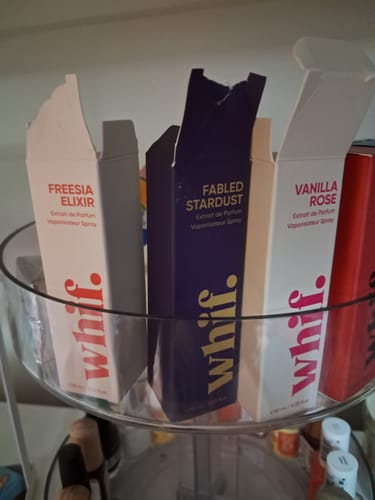 FREESIA
ELIXIR
Extrait de Parfum
Vaporisateur Spray
whif.
FABLED
STARDUST
Extrait de Parfum
Vaporisateur Spray
whif.
VANILLA
ROSE
Extrait de Parfum
Vaporisateur Spray
whif.